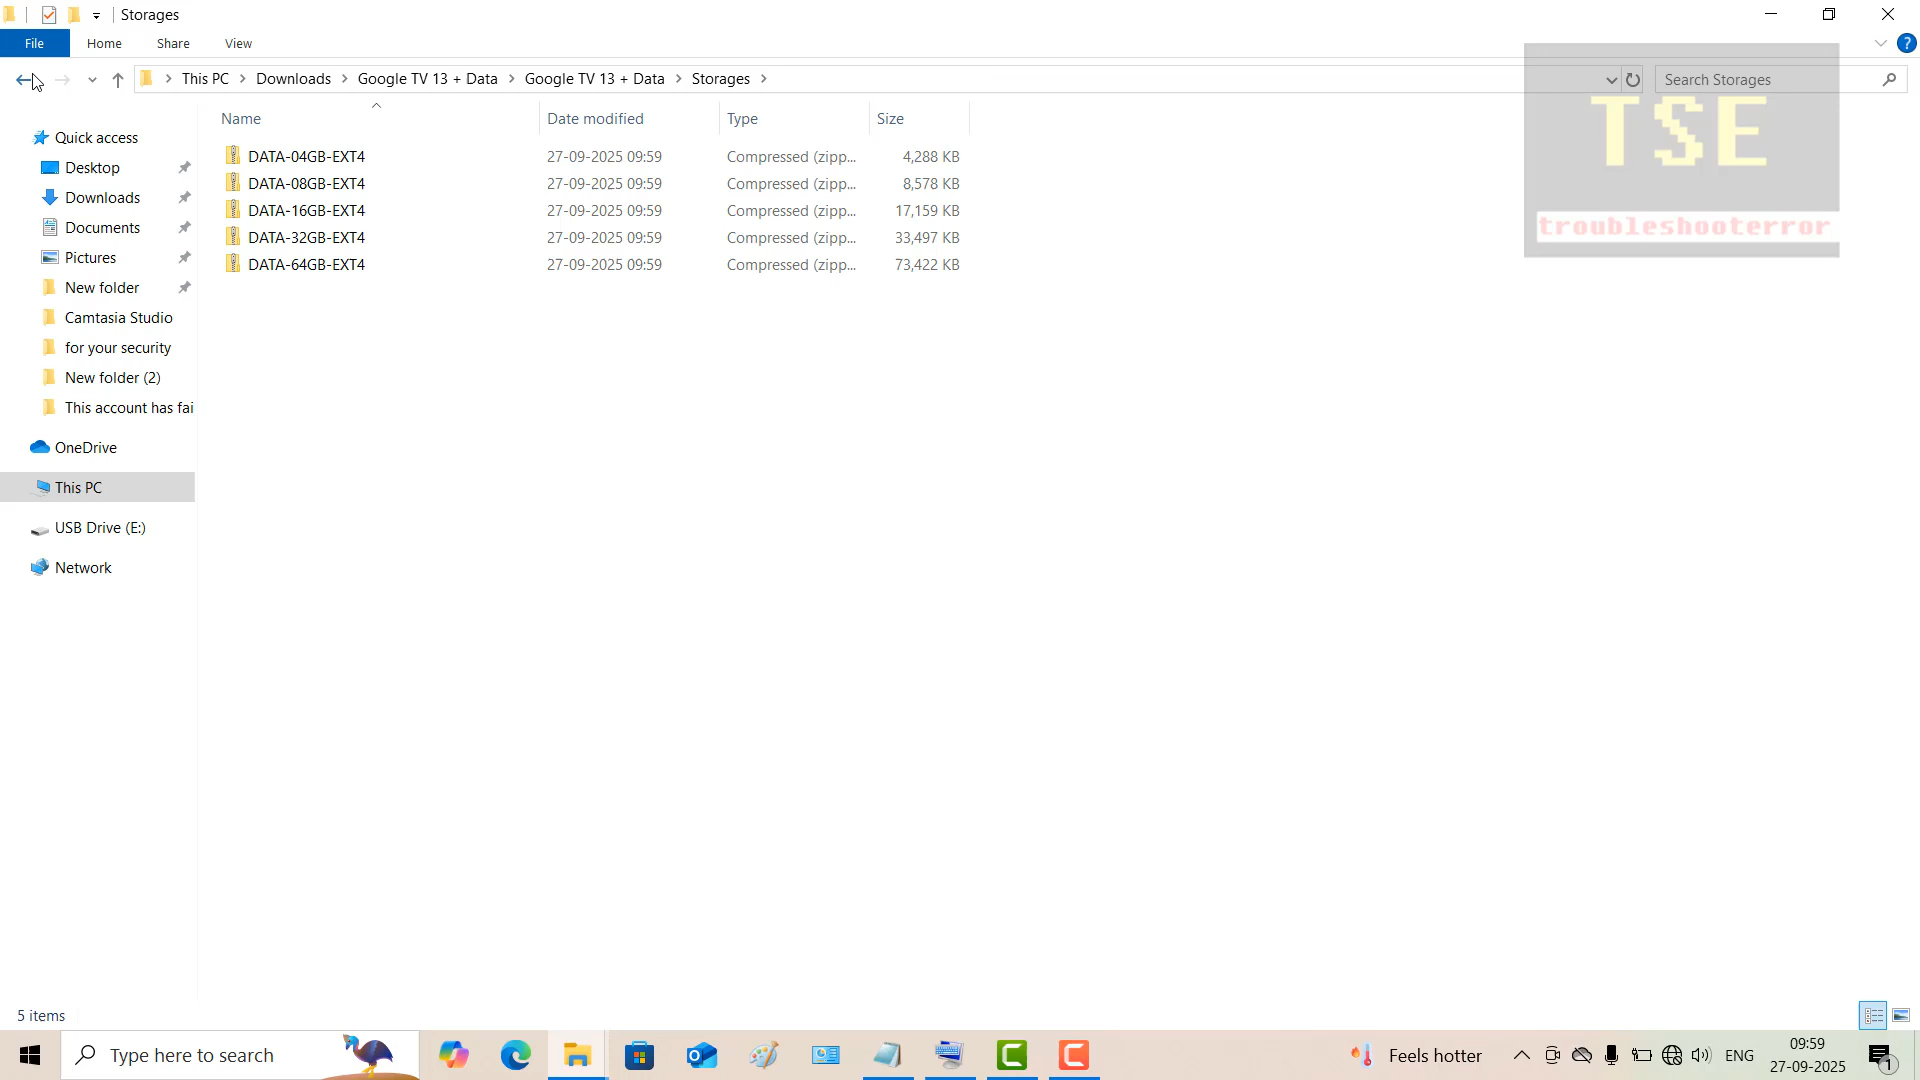 Storages
File Home Share View
This PC Downloads Google TV 13 + Data Google TV 13 + Data Storages
Search Storages
TSE
troubleshooterror
Name Date modified Type Size
DATA-04GB-EXT4 27-09-2025 09:59 Compressed (zipp... 4,288 KB
DATA-08GB-EXT4 27-09-2025 09:59 Compressed (zipp... 8,578 KB
DATA-16GB-EXT4 27-09-2025 09:59 Compressed (zipp... 17,159 KB
DATA-32GB-EXT4 27-09-2025 09:59 Compressed (zipp... 33,497 KB
DATA-64GB-EXT4 27-09-2025 09:59 Compressed (zipp... 73,422 KB
Quick access
Desktop
Downloads
Documents
Pictures
New folder
Camtasia Studio
for your security
New folder (2)
This account has fai
OneDrive
This PC
USB Drive (E:)
Network
5 items
Type here to search
Feels hotter
ENG
09:59
27-09-2025
1